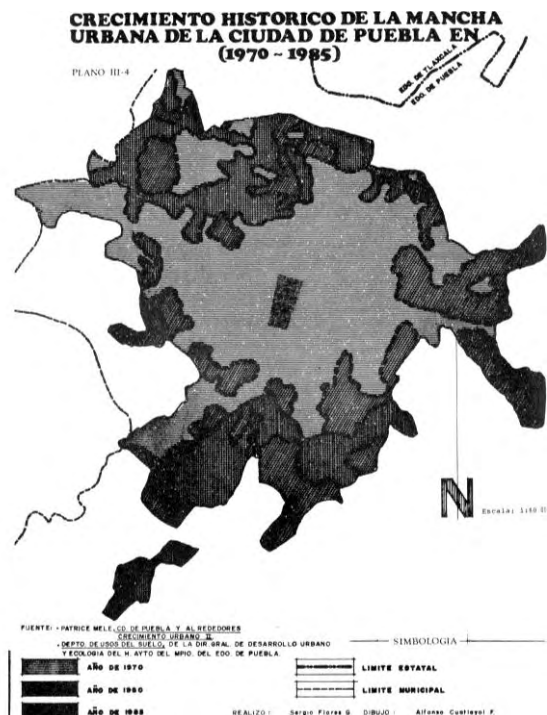 CRECIMIENTO HISTORICO DE LA MANCHA
URBANA DE LA CIUDAD DE PUEBLA EN
(1970 ~ 1985)
PLANO III-4
EDO. DE TLAXCALA
EDO. DE PUEBLA
N
Escala: 1:
FUENTE: - PATRICE MELE, CD. DE PUEBLA Y ALREDEDORES
CRECIMIENTO URBANO II
- DEPTO. DE USOS DEL SUELO, DE LA DIR. GRAL. DE DESARROLLO URBANO
Y ECOLOGIA DEL H. AYTO DEL MPIO. DEL EDO. DE PUEBLA.
SIMBOLOGIA
AÑO DE 1970
LIMITE ESTATAL
AÑO DE 1980
LIMITE MUNICIPAL
AÑO DE 1985
REALIZO: Sergio Flores G. DIBUJO: Alfonso F.